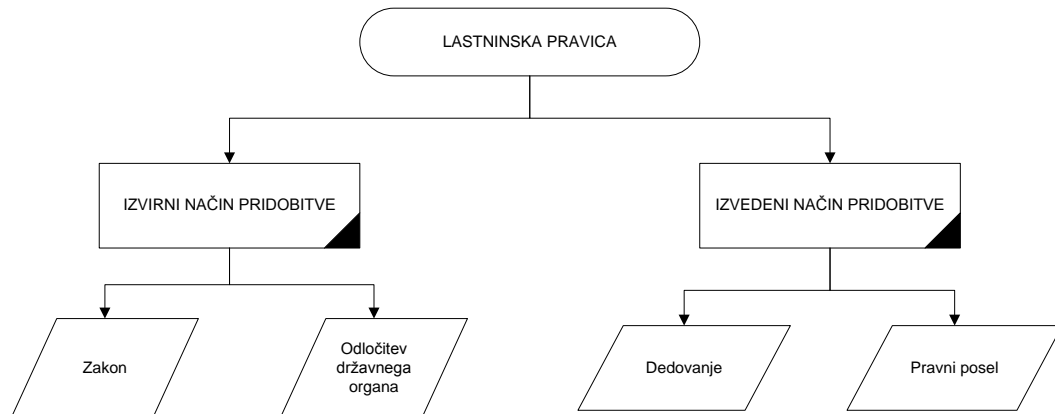 LASTNINSKA PRAVICA
IZVIRNI NAČIN PRIDOBITVE
IZVEDENI NAČIN PRIDOBITVE
Zakon
Odločitev
državnega
organa
Dedovanje
Pravni posel